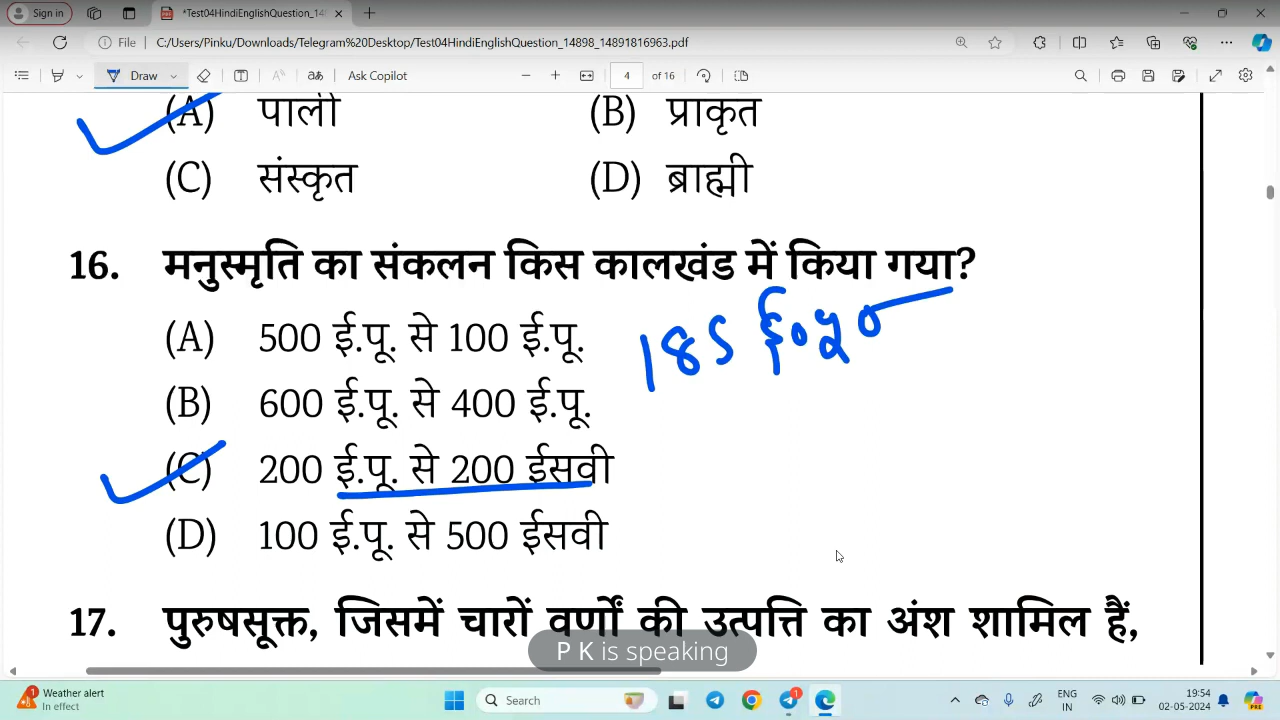 Sign in
*Test04HindiEnglishQuestion_148
File C:/Users/Pinku/Downloads/Telegram%20Desktop/Test04HindiEnglishQuestion_14898_14891816963.pdf
Draw Ask Copilot 4 of 16
(A) पाली (B) प्राकृत
(C) संस्कृत (D) ब्राह्मी
16. मनुस्मृति का संकलन किस कालखंड में किया गया?
(A) 500 ई.पू. से 100 ई.पू.
185 ई०पू०
(B) 600 ई.पू. से 400 ई.पू.
(C) 200 ई.पू. से 200 ईसवी
(D) 100 ई.पू. से 500 ईसवी
17. पुरुषसूक्त, जिसमें चारों वर्णों की उत्पत्ति का अंश शामिल हैं,
P K is speaking
Weather alert
In effect
Search
ENG
IN
19:54
02-05-2024